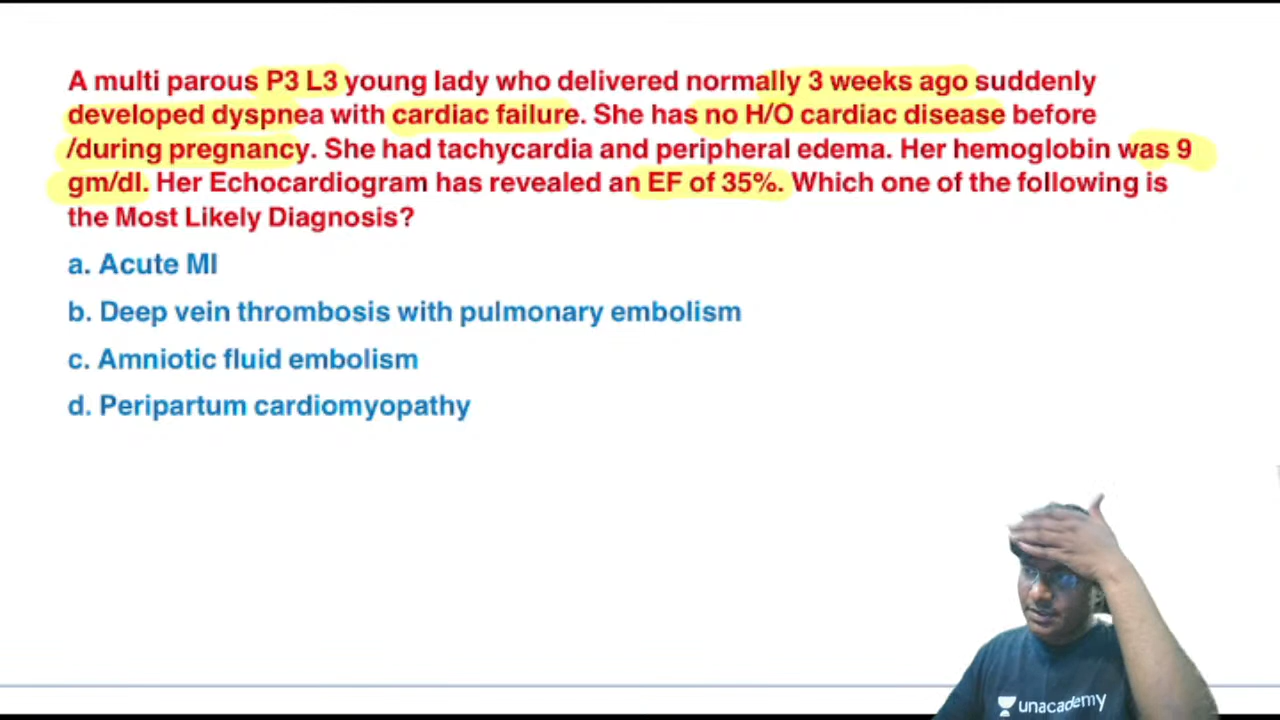 A multi parous P3 L3 young lady who delivered normally 3 weeks ago suddenly
developed dyspnea with cardiac failure. She has no H/O cardiac disease before
/during pregnancy. She had tachycardia and peripheral edema. Her hemoglobin was 9
gm/dl. Her Echocardiogram has revealed an EF of 35%. Which one of the following is
the Most Likely Diagnosis?
a. Acute MI
b. Deep vein thrombosis with pulmonary embolism
c. Amniotic fluid embolism
d. Peripartum cardiomyopathy
unacademy